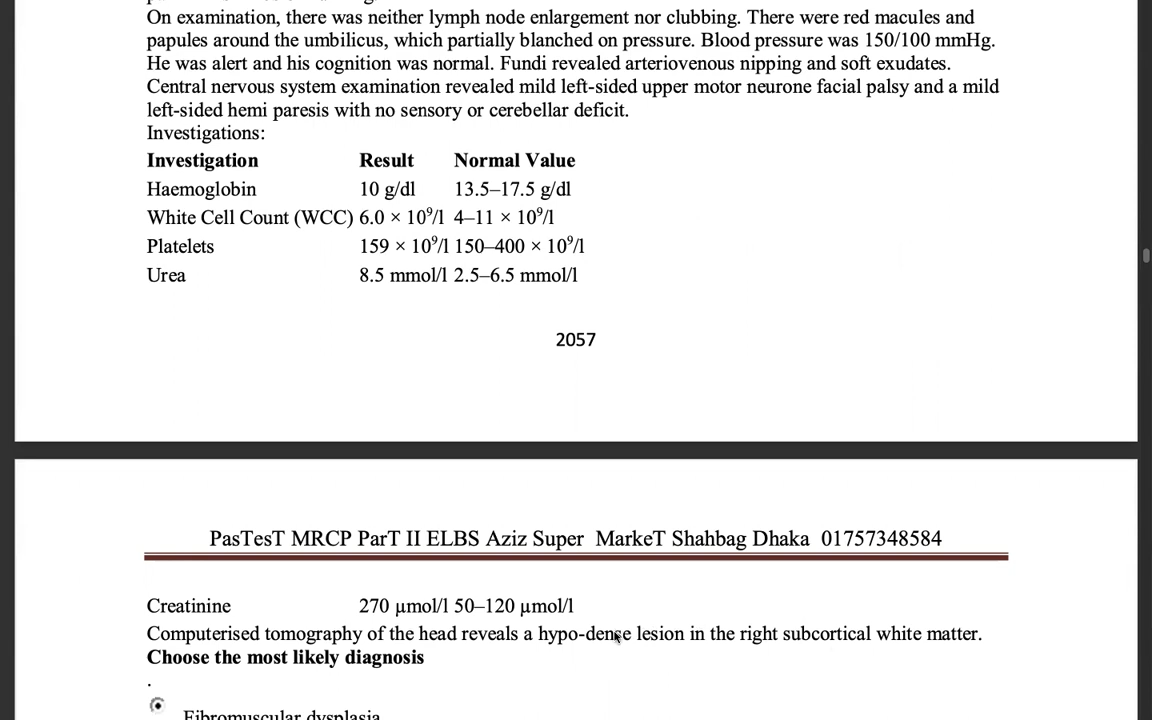 On examination, there was neither lymph node enlargement nor clubbing. There were red macules and
papules around the umbilicus, which partially blanched on pressure. Blood pressure was 150/100 mmHg.
He was alert and his cognition was normal. Fundi revealed arteriovenous nipping and soft exudates.
Central nervous system examination revealed mild left-sided upper motor neurone facial palsy and a mild
left-sided hemi paresis with no sensory or cerebellar deficit.
Investigations:
Investigation Result Normal Value
Haemoglobin 10 g/dl 13.5–17.5 g/dl
White Cell Count (WCC) 6.0 × 10⁹/l 4–11 × 10⁹/l
Platelets 159 × 10⁹/l 150–400 × 10⁹/l
Urea 8.5 mmol/l 2.5–6.5 mmol/l
2057
PasTesT MRCP ParT II ELBS Aziz Super MarkeT Shahbag Dhaka 01757348584
Creatinine 270 µmol/l 50–120 µmol/l
Computerised tomography of the head reveals a hypo-dense lesion in the right subcortical white matter.
Choose the most likely diagnosis
.
Fibromuscular dysplasia